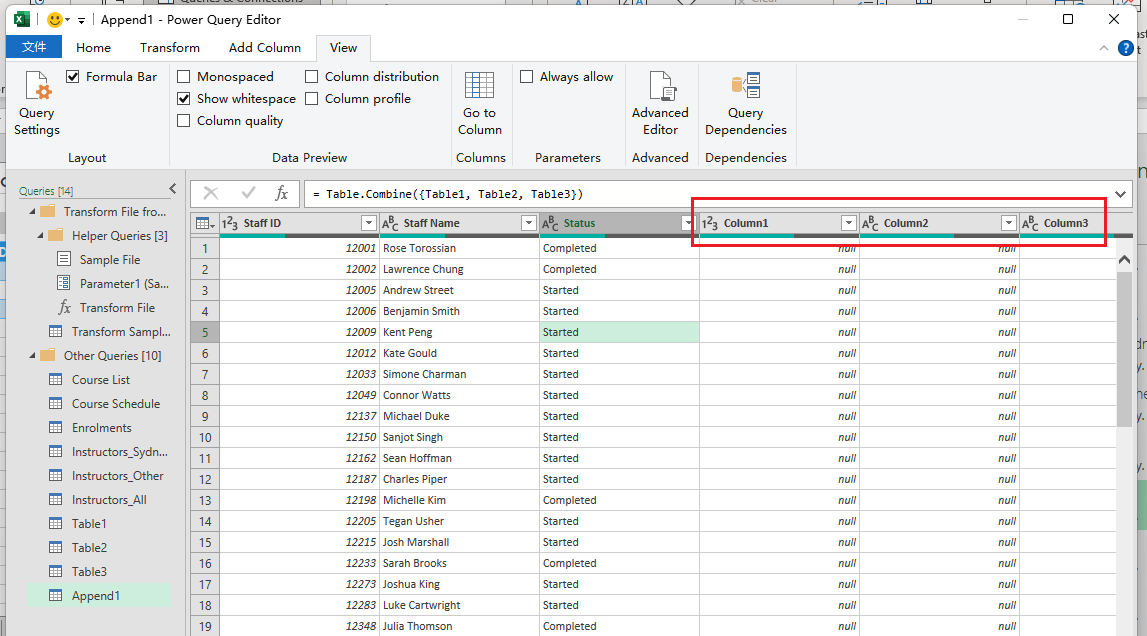 Queries & Connections
Clear
Append1 - Power Query Editor
文件 Home Transform Add Column View
Query Settings
Formula Bar
Layout
Monospaced
Show whitespace
Column quality
Column distribution
Column profile
Data Preview
Go to Column
Columns
Always allow
Parameters
Advanced Editor
Advanced
Query Dependencies
Dependencies
Queries [14]
Transform File fro...
Helper Queries [3]
Sample File
Parameter1 (Sa...
fx Transform File
Transform Sampl...
Other Queries [10]
Course List
Course Schedule
Enrolments
Instructors_Sydn...
Instructors_Other
Instructors_All
Table1
Table2
Table3
Append1
fx = Table.Combine({Table1, Table2, Table3})
123 Staff ID ABC Staff Name ABC Status 123 Column1 ABC Column2 ABC Column3
1 12001 Rose Torossian Completed null null
2 12002 Lawrence Chung Completed null null
3 12005 Andrew Street Started null null
4 12006 Benjamin Smith Started null null
5 12009 Kent Peng Started null null
6 12012 Kate Gould Started null null
7 12033 Simone Charman Started null null
8 12049 Connor Watts Started null null
9 12137 Michael Duke Started null null
10 12150 Sanjot Singh Started null null
11 12162 Sean Hoffman Started null null
12 12187 Charles Piper Started null null
13 12198 Michelle Kim Completed null null
14 12205 Tegan Usher Started null null
15 12215 Josh Marshall Started null null
16 12233 Sarah Brooks Completed null null
17 12273 Joshua King Started null null
18 12283 Luke Cartwright Started null null
19 12348 Julia Thomson Completed null null